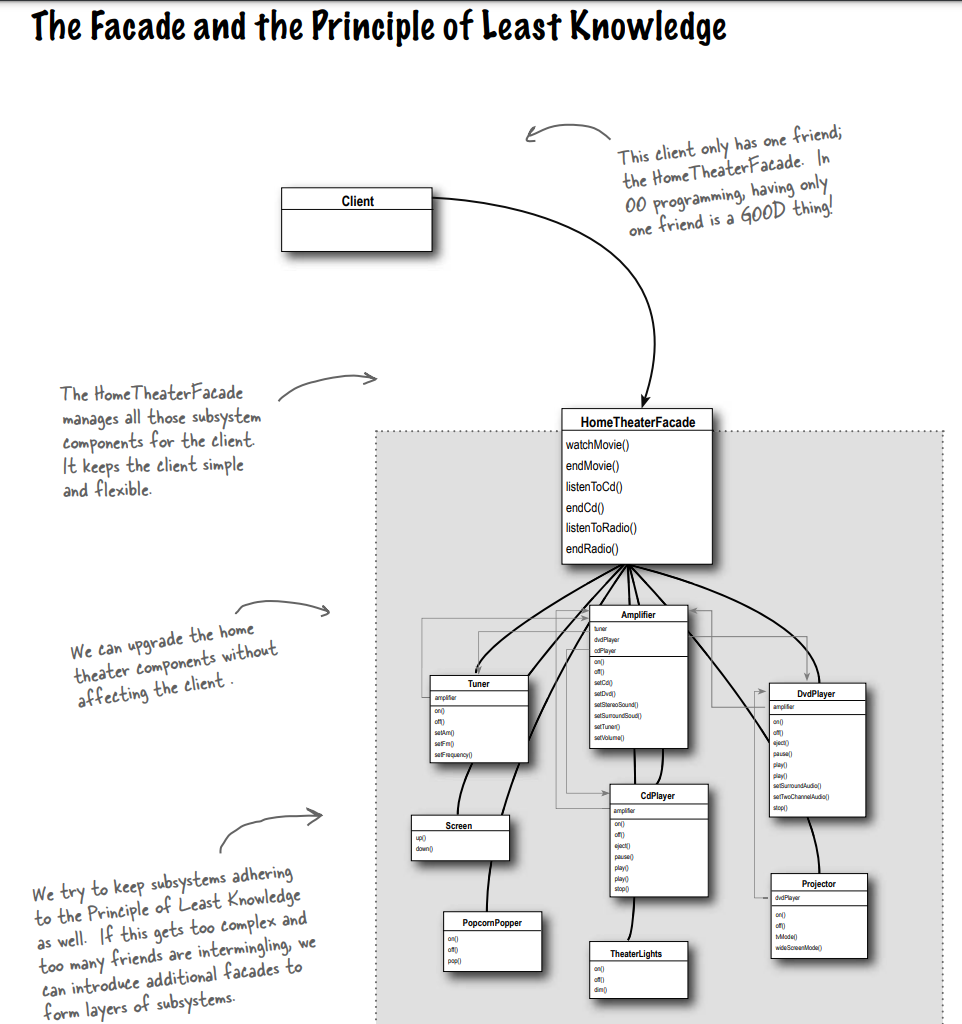 The Facade and the Principle of Least Knowledge
This client only has one friend;
the HomeTheaterFacade. In
OO programming, having only
one friend is a GOOD thing!
Client
The HomeTheaterFacade
manages all those subsystem
components for the client.
It keeps the client simple
and flexible.
HomeTheaterFacade
watchMovie()
endMovie()
listenToCd()
endCd()
listenToRadio()
endRadio()
We can upgrade the home
theater components without
affecting the client .
Amplifier
tuner
dvdPlayer
cdPlayer
on()
off()
setCd()
setDvd()
setStereoSound()
setSurroundSoud()
setTuner()
setVolume()
Tuner
amplifier
on()
off()
setAm()
setFm()
setFrequency()
DvdPlayer
amplifier
on()
off()
eject()
pause()
play()
play()
setSurroundAudio()
setTwoChannelAudio()
stop()
Screen
up()
down()
CdPlayer
amplifier
on()
off()
eject()
pause()
play()
play()
stop()
We try to keep subsystems adhering
to the Principle of Least Knowledge
as well. If this gets too complex and
too many friends are intermingling, we
can introduce additional facades to
form layers of subsystems.
PopcornPopper
on()
off()
pop()
TheaterLights
on()
off()
dim()
Projector
dvdPlayer
on()
off()
tvMode()
wideScreenMode()